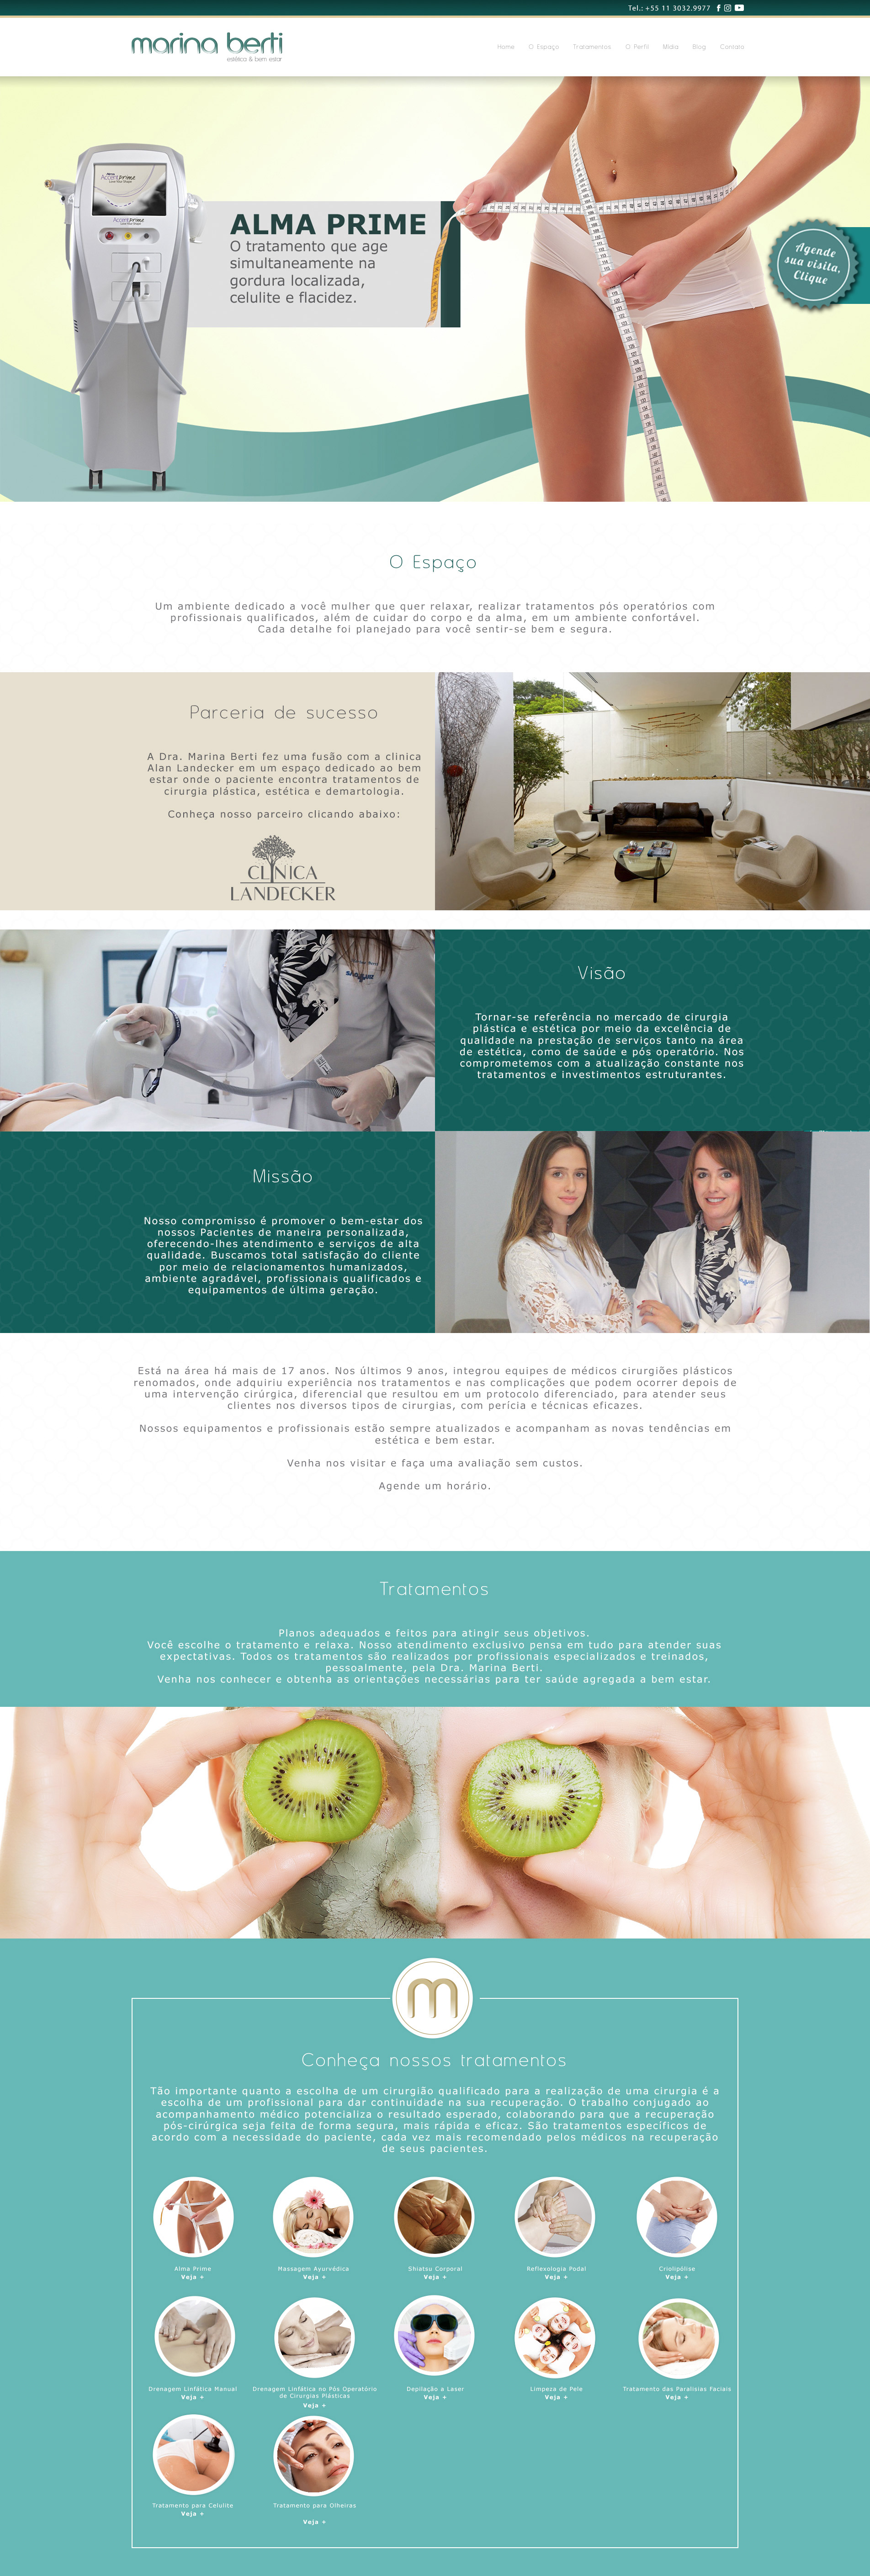 Tel.: +55 11 3032.9977
marina berti
estética & bem estar
Home O Espaço Tratamentos O Perfil Mídia Blog Contato
ALMA PRIME
O tratamento que age
simultaneamente na
gordura localizada,
celulite e flacidez.
Agende
sua visita.
Clique
O Espaço
Um ambiente dedicado a você mulher que quer relaxar, realizar tratamentos pós operatórios com
profissionais qualificados, além de cuidar do corpo e da alma, em um ambiente confortável.
Cada detalhe foi planejado para você sentir-se bem e segura.
Parceria de sucesso
A Dra. Marina Berti fez uma fusão com a clinica
Alan Landecker em um espaço dedicado ao bem
estar onde o paciente encontra tratamentos de
cirurgia plástica, estética e demartologia.
Conheça nosso parceiro clicando abaixo:
CLINICA
LANDECKER
Visão
Tornar-se referência no mercado de cirurgia
plástica e estética por meio da excelência de
qualidade na prestação de serviços tanto na área
de estética, como de saúde e pós operatório. Nos
comprometemos com a atualização constante nos
tratamentos e investimentos estruturantes.
Missão
Nosso compromisso é promover o bem-estar dos
nossos Pacientes de maneira personalizada,
oferecendo-lhes atendimento e serviços de alta
qualidade. Buscamos total satisfação do cliente
por meio de relacionamentos humanizados,
ambiente agradável, profissionais qualificados e
equipamentos de última geração.
Está na área há mais de 17 anos. Nos últimos 9 anos, integrou equipes de médicos cirurgiões plásticos
renomados, onde adquiriu experiência nos tratamentos e nas complicações que podem ocorrer depois de
uma intervenção cirúrgica, diferencial que resultou em um protocolo diferenciado, para atender seus
clientes nos diversos tipos de cirurgias, com perícia e técnicas eficazes.
Nossos equipamentos e profissionais estão sempre atualizados e acompanham as novas tendências em
estética e bem estar.
Venha nos visitar e faça uma avaliação sem custos.
Agende um horário.
Tratamentos
Planos adequados e feitos para atingir seus objetivos.
Você escolhe o tratamento e relaxa. Nosso atendimento exclusivo pensa em tudo para atender suas
expectativas. Todos os tratamentos são realizados por profissionais especializados e treinados,
pessoalmente, pela Dra. Marina Berti.
Venha nos conhecer e obtenha as orientações necessárias para ter saúde agregada a bem estar.
m
Conheça nossos tratamentos
Tão importante quanto a escolha de um cirurgião qualificado para a realização de uma cirurgia é a
escolha de um profissional para dar continuidade na sua recuperação. O trabalho conjugado ao
acompanhamento médico potencializa o resultado esperado, colaborando para que a recuperação
pós-cirúrgica seja feita de forma segura, mais rápida e eficaz. São tratamentos específicos de
acordo com a necessidade do paciente, cada vez mais recomendado pelos médicos na recuperação
de seus pacientes.
Alma Prime
Veja +
Massagem Ayurvédica
Veja +
Shiatsu Corporal
Veja +
Reflexologia Podal
Veja +
Criolipólise
Veja +
Drenagem Linfática Manual
Veja +
Drenagem Linfática no Pós Operatório
de Cirurgias Plásticas
Veja +
Depilação a Laser
Veja +
Limpeza de Pele
Veja +
Tratamento das Paralisias Faciais
Veja +
Tratamento para Celulite
Veja +
Tratamento para Olheiras
Veja +